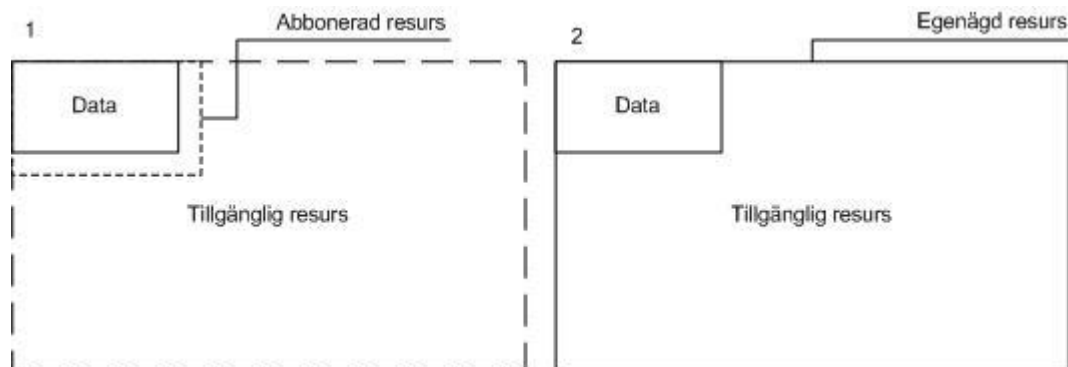 1
Abbonerad resurs
Data
Tillgänglig resurs
2
Egenägd resurs
Data
Tillgänglig resurs